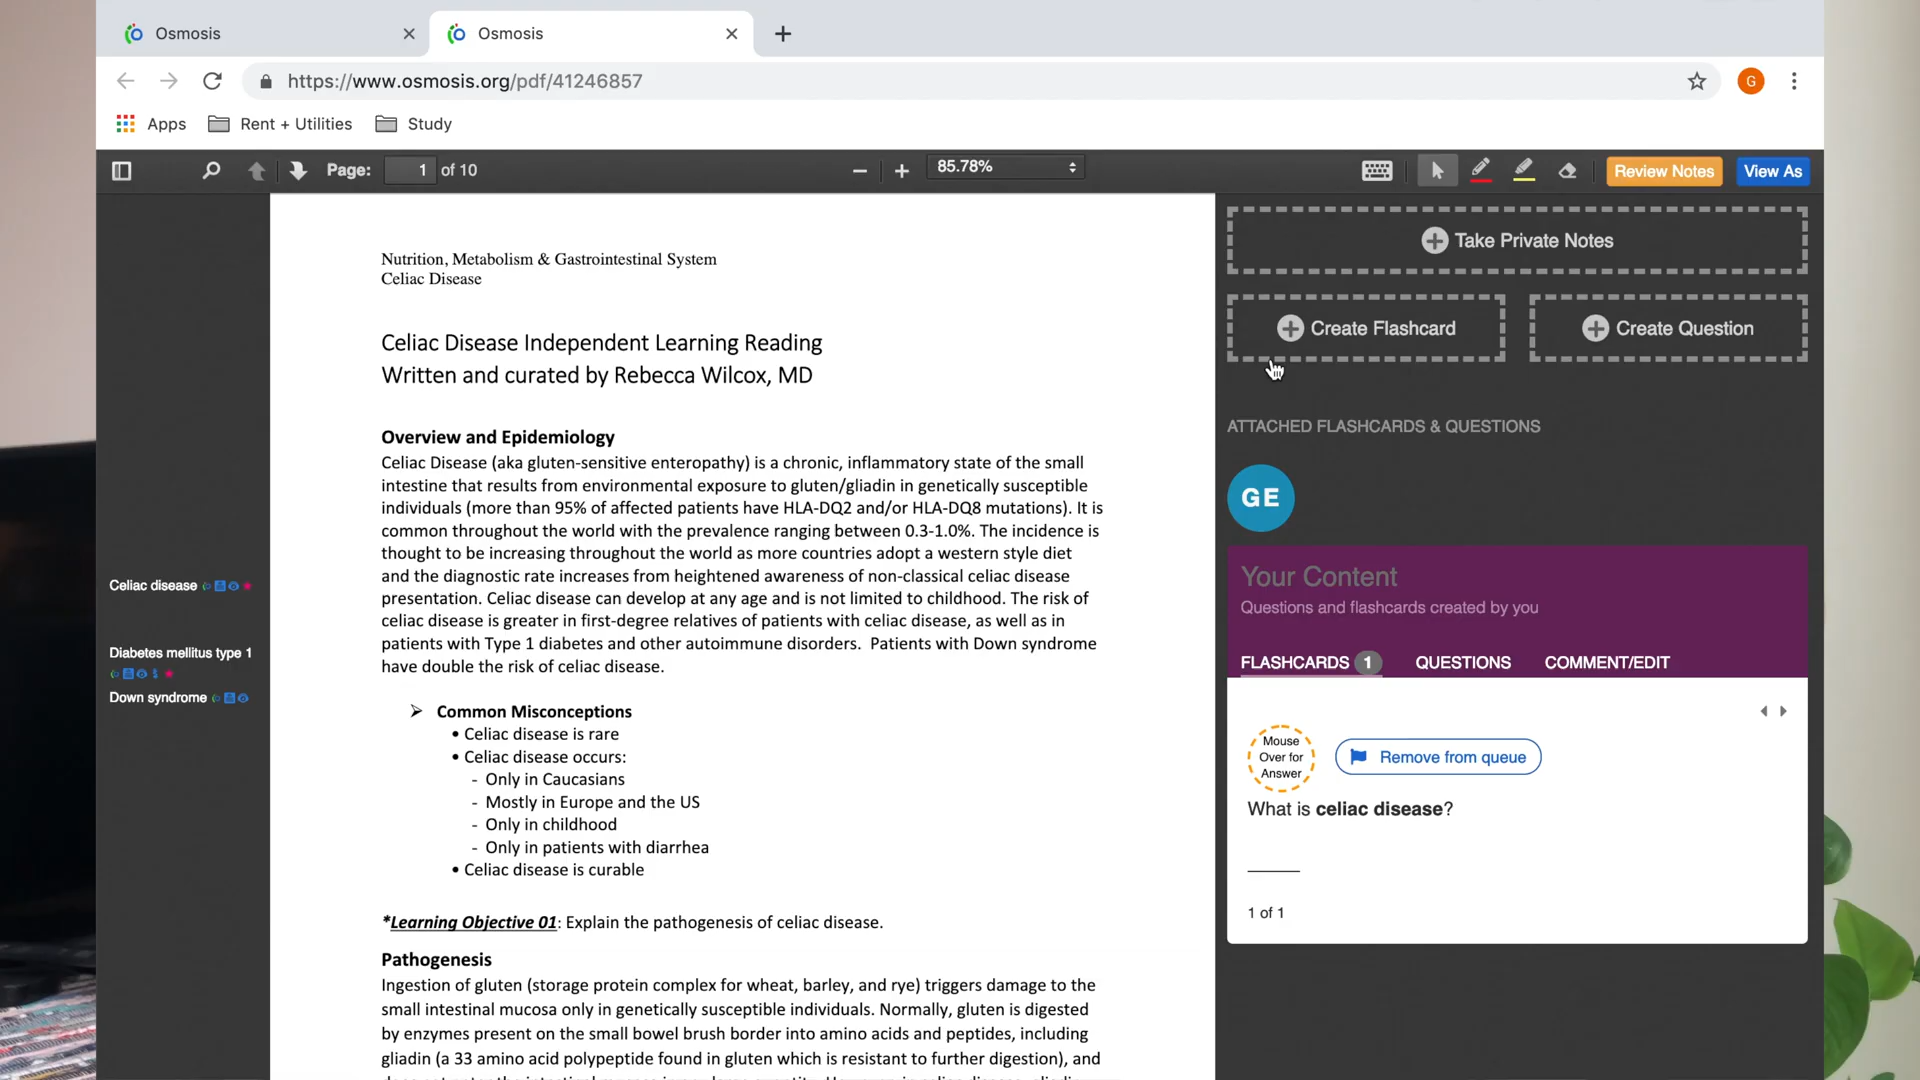 Osmosis
Osmosis
https://www.osmosis.org/pdf/41246857
G
Apps
Rent + Utilities
Study
Page: 1 of 10
85.78%
Review Notes
View As
Celiac disease
Diabetes mellitus type 1
Down syndrome
Nutrition, Metabolism & Gastrointestinal System
Celiac Disease
Celiac Disease Independent Learning Reading
Written and curated by Rebecca Wilcox, MD
Overview and Epidemiology
Celiac Disease (aka gluten-sensitive enteropathy) is a chronic, inflammatory state of the small
intestine that results from environmental exposure to gluten/gliadin in genetically susceptible
individuals (more than 95% of affected patients have HLA-DQ2 and/or HLA-DQ8 mutations). It is
common throughout the world with the prevalence ranging between 0.3-1.0%. The incidence is
thought to be increasing throughout the world as more countries adopt a western style diet
and the diagnostic rate increases from heightened awareness of non-classical celiac disease
presentation. Celiac disease can develop at any age and is not limited to childhood. The risk of
celiac disease is greater in first-degree relatives of patients with celiac disease, as well as in
patients with Type 1 diabetes and other autoimmune disorders. Patients with Down syndrome
have double the risk of celiac disease.
➢ Common Misconceptions
• Celiac disease is rare
• Celiac disease occurs:
- Only in Caucasians
- Mostly in Europe and the US
- Only in childhood
- Only in patients with diarrhea
• Celiac disease is curable
*Learning Objective 01: Explain the pathogenesis of celiac disease.
Pathogenesis
Ingestion of gluten (storage protein complex for wheat, barley, and rye) triggers damage to the
small intestinal mucosa only in genetically susceptible individuals. Normally, gluten is digested
by enzymes present on the small bowel brush border into amino acids and peptides, including
gliadin (a 33 amino acid polypeptide found in gluten which is resistant to further digestion), and
Take Private Notes
Create Flashcard
Create Question
ATTACHED FLASHCARDS & QUESTIONS
GE
Your Content
Questions and flashcards created by you
FLASHCARDS 1
QUESTIONS
COMMENT/EDIT
Mouse
Over for
Answer
Remove from queue
What is celiac disease?
1 of 1